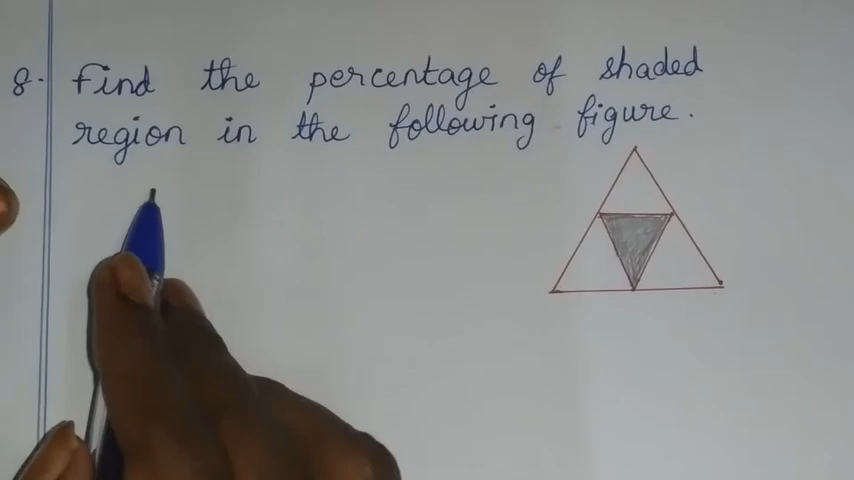 8. Find the percentage of shaded
region in the following figure.